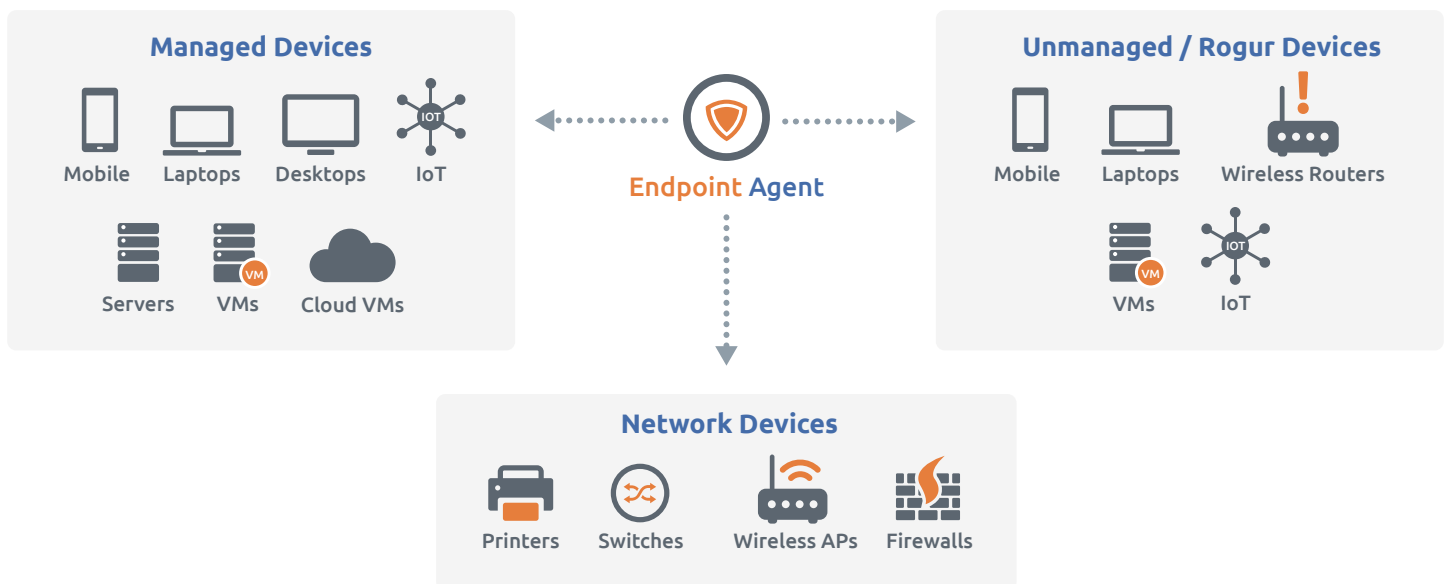 Managed Devices
Mobile
Laptops
Desktops
IOT
IoT
Servers
VM
VMs
Cloud VMs
Endpoint Agent
Unmanaged / Rogur Devices
Mobile
Laptops
Wireless Routers
VM
VMs
IOT
IoT
Network Devices
Printers
Switches
Wireless APs
Firewalls